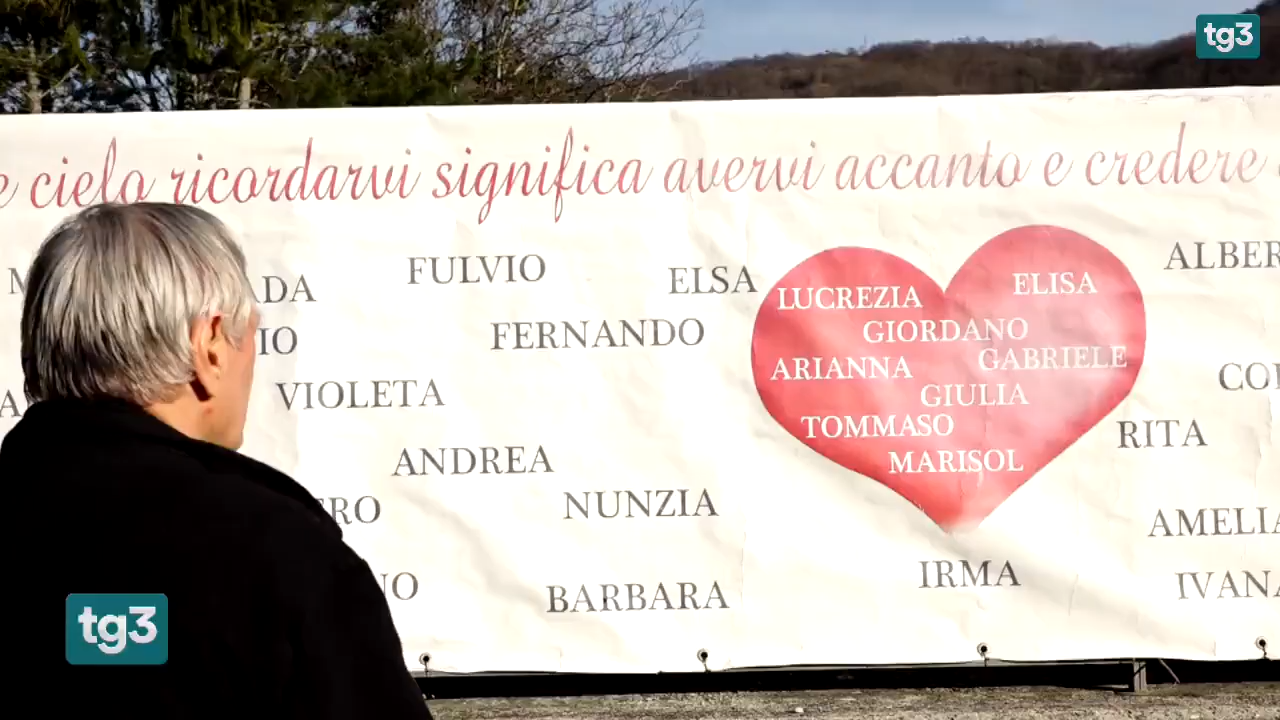 tg3
cielo ricordarvi significa avervi accanto e credere
FULVIO
ELSA
LUCREZIA
ELISA
GIORDANO
FERNANDO
ARIANNA
GABRIELE
VIOLETA
GIULIA
TOMMASO
RITA
ANDREA
MARISOL
NUNZIA
AMELIA
IRMA
IVANA
BARBARA
tg3